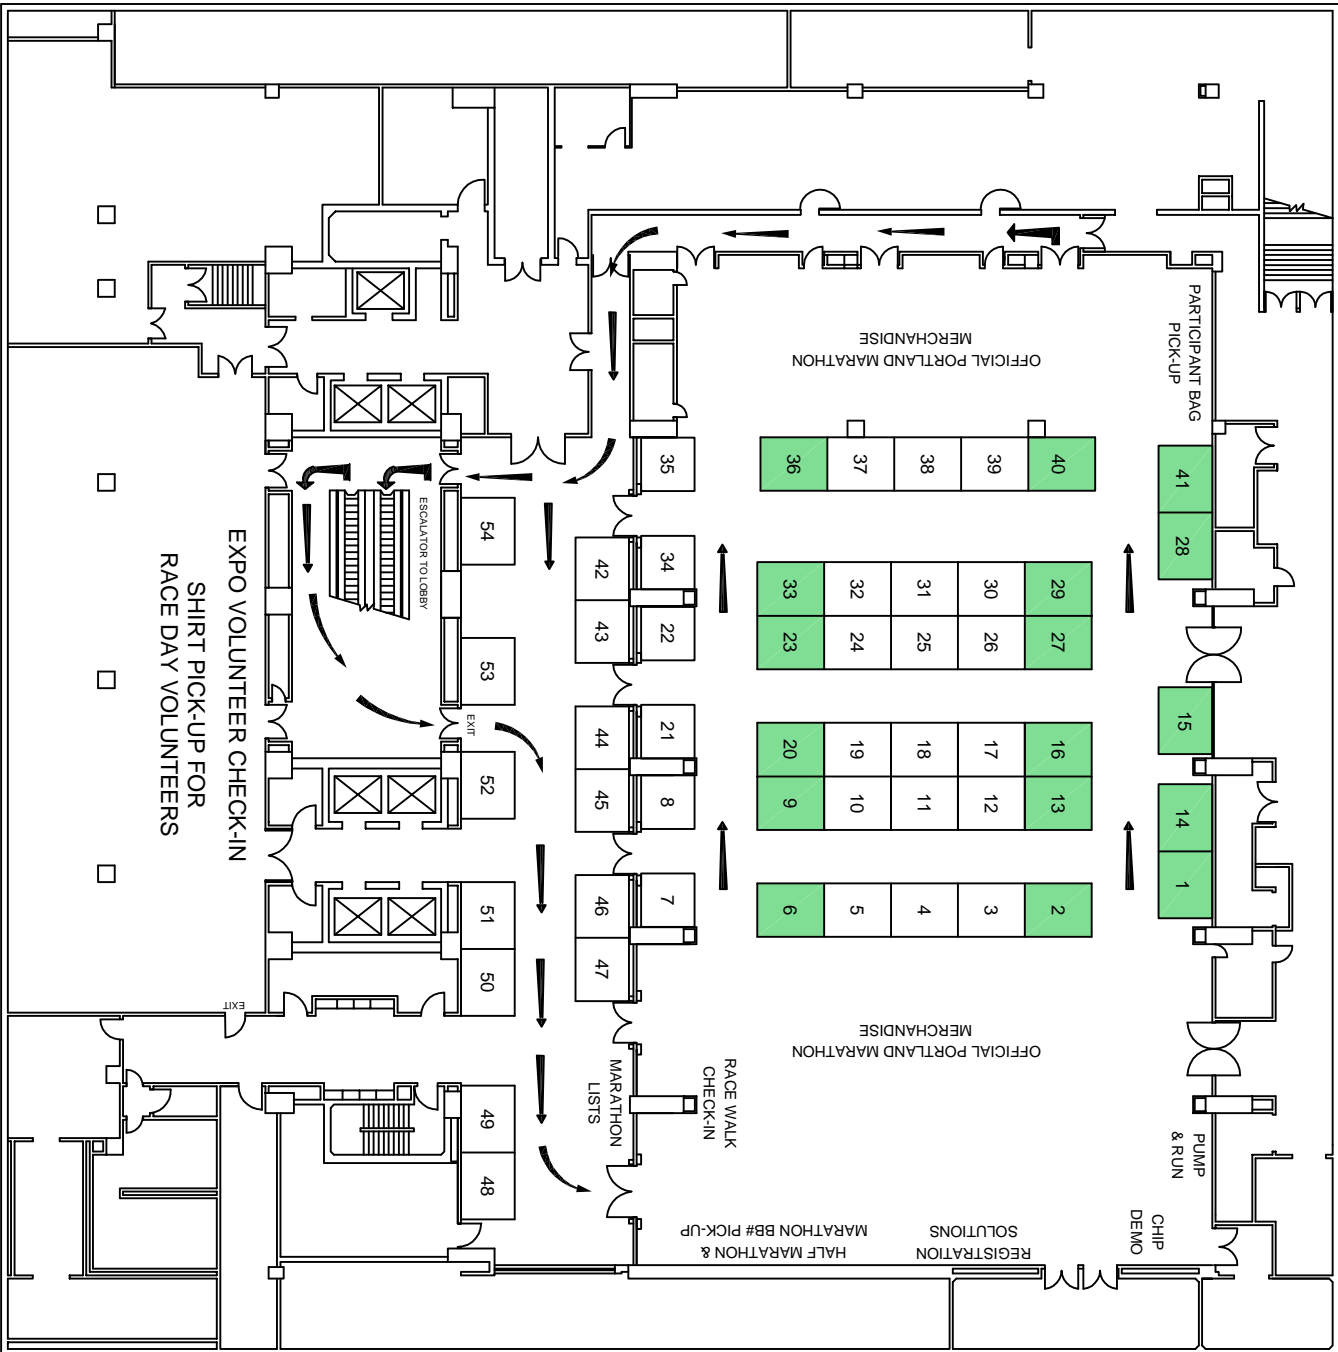 OFFICIAL PORTLAND MARATHON
MERCHANDISE
PARTICIPANT BAG
PICK-UP
35
36
37
38
39
40
41
28
54
ESCALATOR TO LOBBY
42
34
33
32
31
30
29
43
22
23
24
25
26
27
53
EXIT
15
44
21
20
19
18
17
16
52
45
8
9
10
11
12
13
14
1
EXPO VOLUNTEER CHECK-IN
SHIRT PICK-UP FOR
RACE DAY VOLUNTEERS
51
46
7
6
5
4
3
2
50
47
EXIT
OFFICIAL PORTLAND MARATHON
MERCHANDISE
MARATHON
LISTS
RACE WALK
CHECK-IN
49
48
PUMP
& RUN
HALF MARATHON &
MARATHON BB# PICK-UP
REGISTRATION
SOLUTIONS
CHIP
DEMO